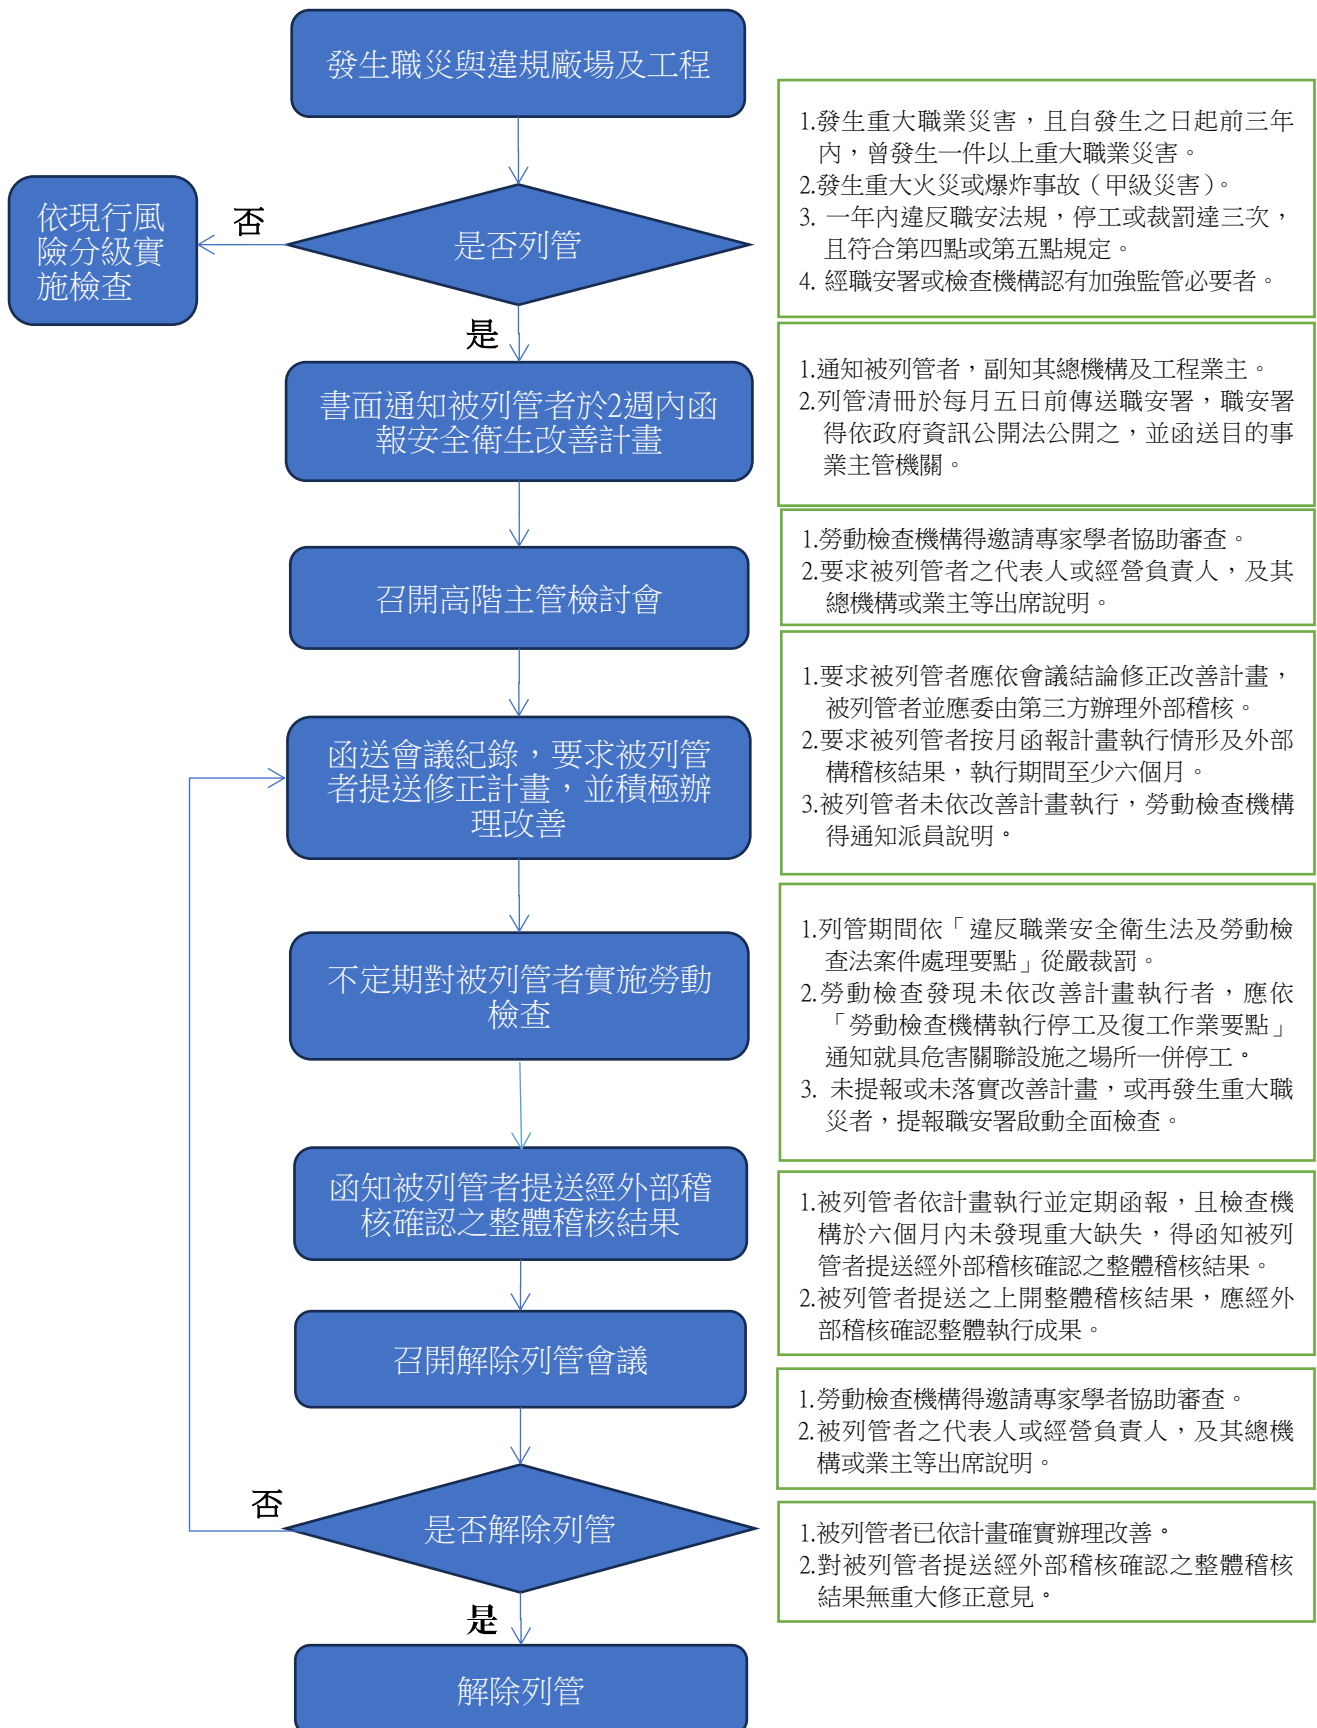 發生職災與違規廠場及工程
1.發生重大職業災害，且自發生之日起前三年
內，曾發生一件以上重大職業災害。
2.發生重大火災或爆炸事故（甲級災害）。
3. 一年內違反職安法規，停工或裁罰達三次，
且符合第四點或第五點規定。
4. 經職安署或檢查機構認有加強監管必要者。
是否列管
否
依現行風
險分級實
施檢查
是
書面通知被列管者於2週內函
報安全衛生改善計畫
1.通知被列管者，副知其總機構及工程業主。
2.列管清冊於每月五日前傳送職安署，職安署
得依政府資訊公開法公開之，並函送目的事
業主管機關。
召開高階主管檢討會
1.勞動檢查機構得邀請專家學者協助審查。
2.要求被列管者之代表人或經營負責人，及其
總機構或業主等出席說明。
函送會議紀錄，要求被列管
者提送修正計畫，並積極辦
理改善
1.要求被列管者應依會議結論修正改善計畫，
被列管者並應委由第三方辦理外部稽核。
2.要求被列管者按月函報計畫執行情形及外部
構稽核結果，執行期間至少六個月。
3.被列管者未依改善計畫執行，勞動檢查機構
得通知派員說明。
不定期對被列管者實施勞動
檢查
1.列管期間依「違反職業安全衛生法及勞動檢
查法案件處理要點」從嚴裁罰。
2.勞動檢查發現未依改善計畫執行者，應依
「勞動檢查機構執行停工及復工作業要點」
通知就具危害關聯設施之場所一併停工。
3. 未提報或未落實改善計畫，或再發生重大職
災者，提報職安署啟動全面檢查。
函知被列管者提送經外部稽
核確認之整體稽核結果
1.被列管者依計畫執行並定期函報，且檢查機
構於六個月內未發現重大缺失，得函知被列
管者提送經外部稽核確認之整體稽核結果。
2.被列管者提送之上開整體稽核結果，應經外
部稽核確認整體執行成果。
召開解除列管會議
1.勞動檢查機構得邀請專家學者協助審查。
2.被列管者之代表人或經營負責人，及其總機
構或業主等出席說明。
是否解除列管
否
1.被列管者已依計畫確實辦理改善。
2.對被列管者提送經外部稽核確認之整體稽核
結果無重大修正意見。
是
解除列管